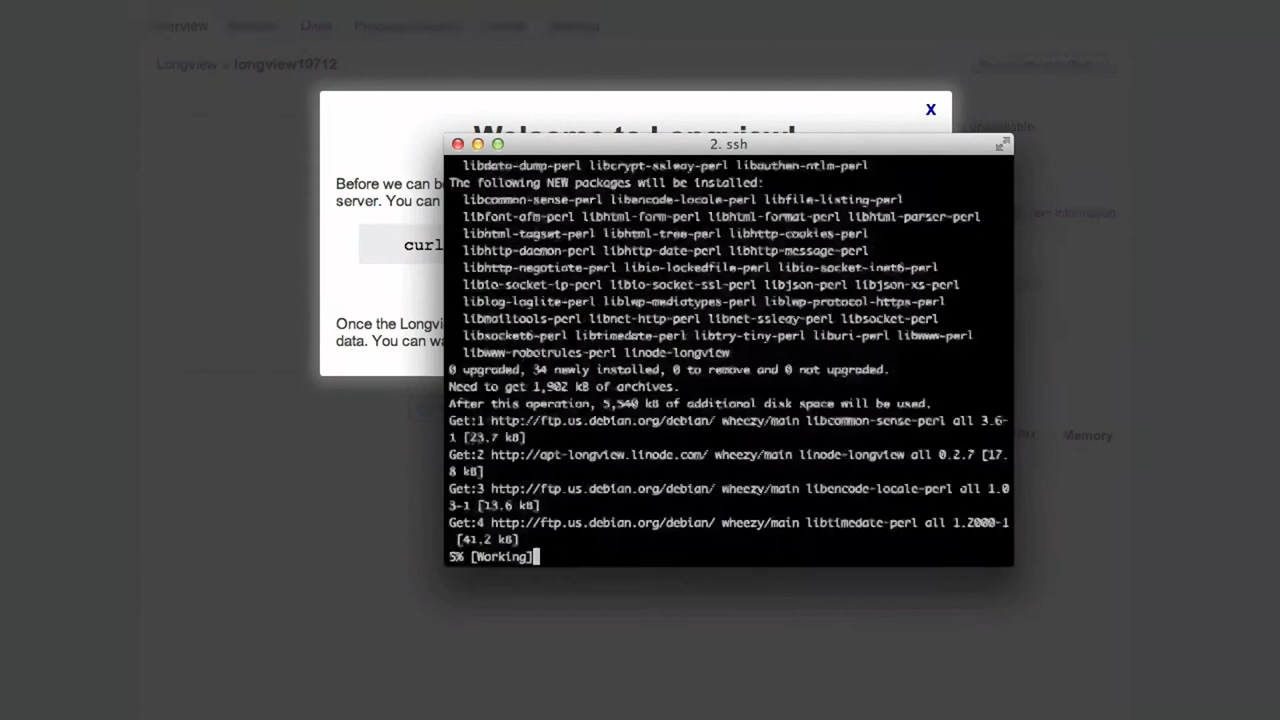 Overview
Longview » longview19712
X
Welcome to Longview!
Before we can be
server. You can
curl
Once the Longvi
data. You can wa
Memory
2. ssh
libdata-dump-perl libcrypt-ssleay-perl libauthen-ntlm-perl
The following NEW packages will be installed:
libcommon-sense-perl libencode-locale-perl libfile-listing-perl
libfont-afm-perl libhtml-form-perl libhtml-format-perl libhtml-parser-perl
libhtml-tagset-perl libhtml-tree-perl libhttp-cookies-perl
libhttp-daemon-perl libhttp-date-perl libhttp-message-perl
libhttp-negotiate-perl libio-lockedfile-perl libio-socket-inet6-perl
libio-socket-ip-perl libio-socket-ssl-perl libjson-perl libjson-xs-perl
liblog-loglite-perl liblwp-mediatypes-perl liblwp-protocol-https-perl
libmailtools-perl libnet-http-perl libnet-ssleay-perl libsocket-perl
libsocket6-perl libtimedate-perl libtry-tiny-perl liburi-perl libwww-perl
libwww-robotrules-perl linode-longview
0 upgraded, 34 newly installed, 0 to remove and 0 not upgraded.
Need to get 1,902 kB of archives.
After this operation, 5,540 kB of additional disk space will be used.
Get:1 http://ftp.us.debian.org/debian/ wheezy/main libcommon-sense-perl all 3.6-
1 [23.7 kB]
Get:2 http://apt-longview.linode.com/ wheezy/main linode-longview all 0.2.7 [17.
8 kB]
Get:3 http://ftp.us.debian.org/debian/ wheezy/main libencode-locale-perl all 1.0
3-1 [13.6 kB]
Get:4 http://ftp.us.debian.org/debian/ wheezy/main libtimedate-perl all 1.2000-1
[41.2 kB]
5% [Working]